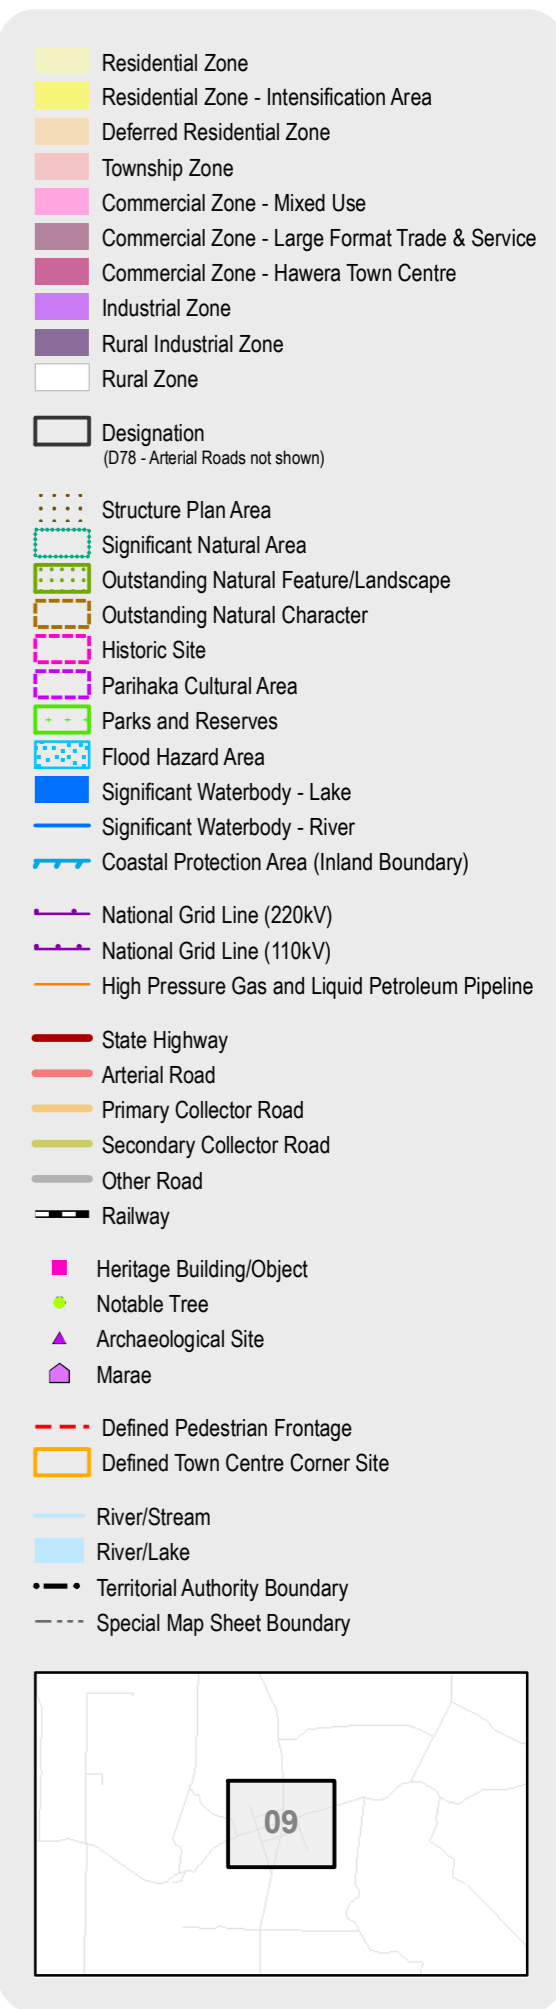 Residential Zone
Residential Zone - Intensification Area
Deferred Residential Zone
Township Zone
Commercial Zone - Mixed Use
Commercial Zone - Large Format Trade & Service
Commercial Zone - Hawera Town Centre
Industrial Zone
Rural Industrial Zone
Rural Zone
Designation
(D78 - Arterial Roads not shown)
Structure Plan Area
Significant Natural Area
Outstanding Natural Feature/Landscape
Outstanding Natural Character
Historic Site
Parihaka Cultural Area
Parks and Reserves
Flood Hazard Area
Significant Waterbody - Lake
Significant Waterbody - River
Coastal Protection Area (Inland Boundary)
National Grid Line (220kV)
National Grid Line (110kV)
High Pressure Gas and Liquid Petroleum Pipeline
State Highway
Arterial Road
Primary Collector Road
Secondary Collector Road
Other Road
Railway
Heritage Building/Object
Notable Tree
Archaeological Site
Marae
Defined Pedestrian Frontage
Defined Town Centre Corner Site
River/Stream
River/Lake
Territorial Authority Boundary
Special Map Sheet Boundary
09